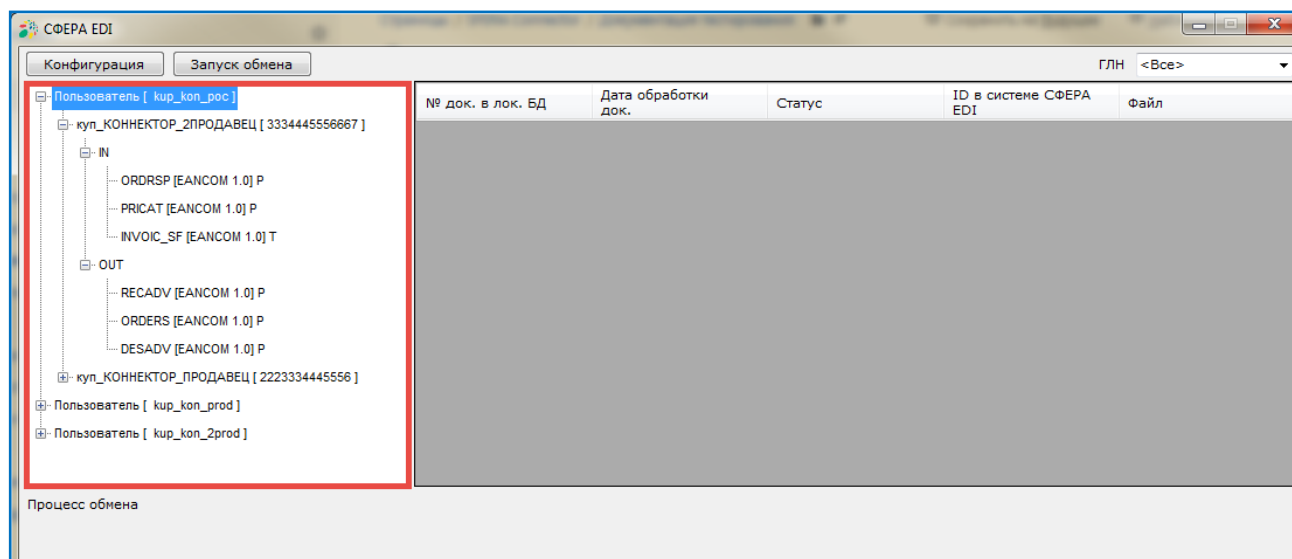 СФЕРА EDI
Конфигурация
Запуск обмена
ГЛН
<Все>
Пользователь [ kup_kon_poc ]
куп_КОННЕКТОР_2ПРОДАВЕЦ [ 3334445556667 ]
IN
ORDRSP [EANCOM 1.0] P
PRICAT [EANCOM 1.0] P
INVOIC_SF [EANCOM 1.0] T
OUT
RECADV [EANCOM 1.0] P
ORDERS [EANCOM 1.0] P
DESADV [EANCOM 1.0] P
куп_КОННЕКТОР_ПРОДАВЕЦ [ 2223334445556 ]
Пользователь [ kup_kon_prod ]
Пользователь [ kup_kon_2prod ]
№ док. в лок. БД
Дата обработки
док.
Статус
ID в системе СФЕРА
EDI
Файл
Процесс обмена